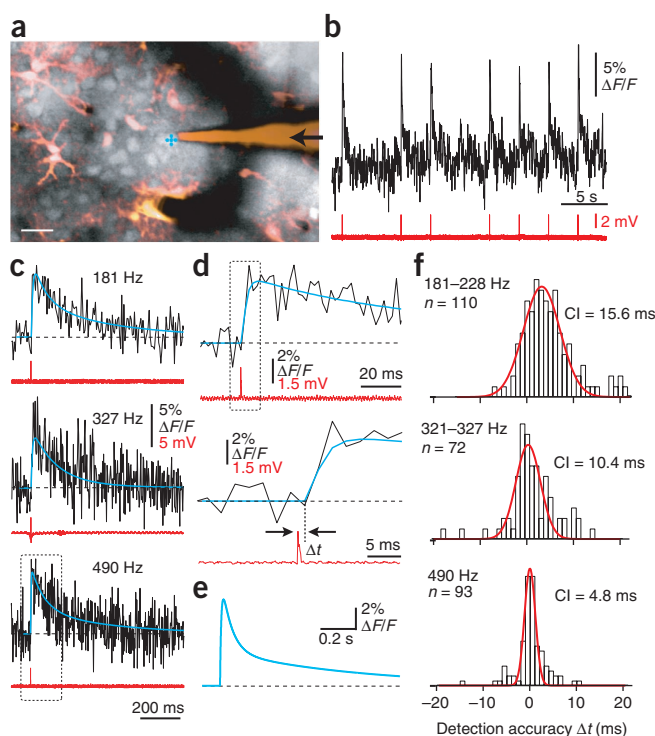 a
b
5%
ΔF/F
5 s
2 mV
c
181 Hz
327 Hz
5%
ΔF/F
5 mV
490 Hz
200 ms
d
2%
ΔF/F
1.5 mV
20 ms
2%
ΔF/F
1.5 mV
Δt
5 ms
e
2%
ΔF/F
0.2 s
f
181–228 Hz
n = 110
CI = 15.6 ms
321–327 Hz
n = 72
CI = 10.4 ms
490 Hz
n = 93
CI = 4.8 ms
−20 −10 0 10 20
Detection accuracy Δt (ms)